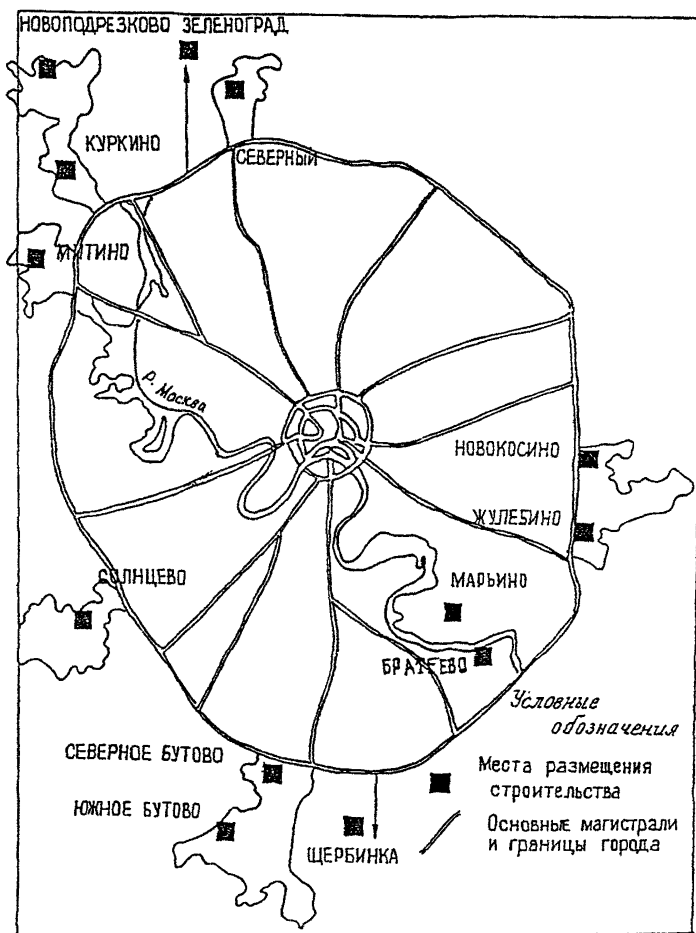 НОВОПОДРЕЗКОВО ЗЕЛЕНОГРАД
КУРКИНО
СЕВЕРНЫЙ
МИТИНО
р. Москва
НОВОКОСИНО
ЖУЛЕБИНО
СОЛНЦЕВО
МАРЬИНО
БРАТЕЕВО
Условные
обозначения
СЕВЕРНОЕ БУТОВО
Места размещения
строительства
ЮЖНОЕ БУТОВО
Основные магистрали
и границы города
ЩЕРБИНКА